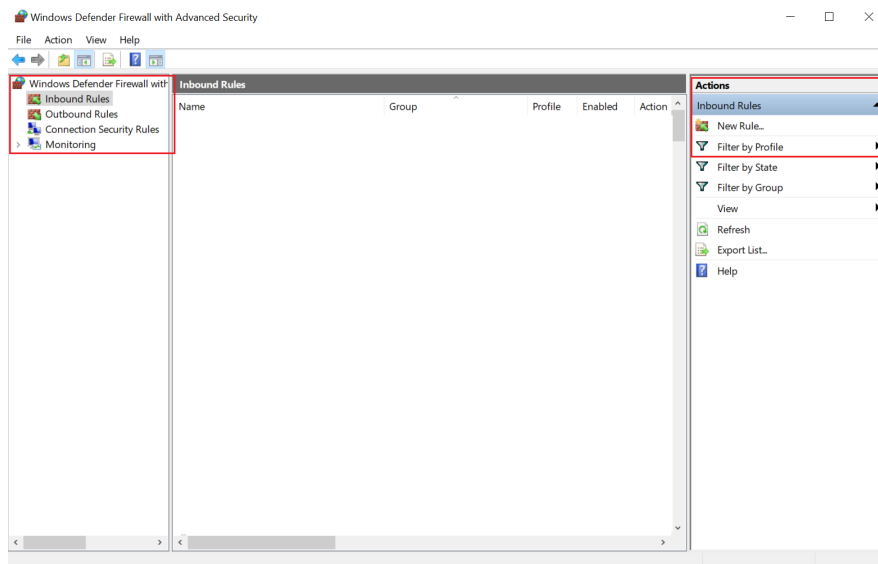 Windows Defender Firewall with Advanced Security
File Action View Help
Windows Defender Firewall with
Inbound Rules
Outbound Rules
Connection Security Rules
Monitoring
Inbound Rules
Name Group Profile Enabled Action
Actions
Inbound Rules
New Rule...
Filter by Profile
Filter by State
Filter by Group
View
Refresh
Export List...
Help